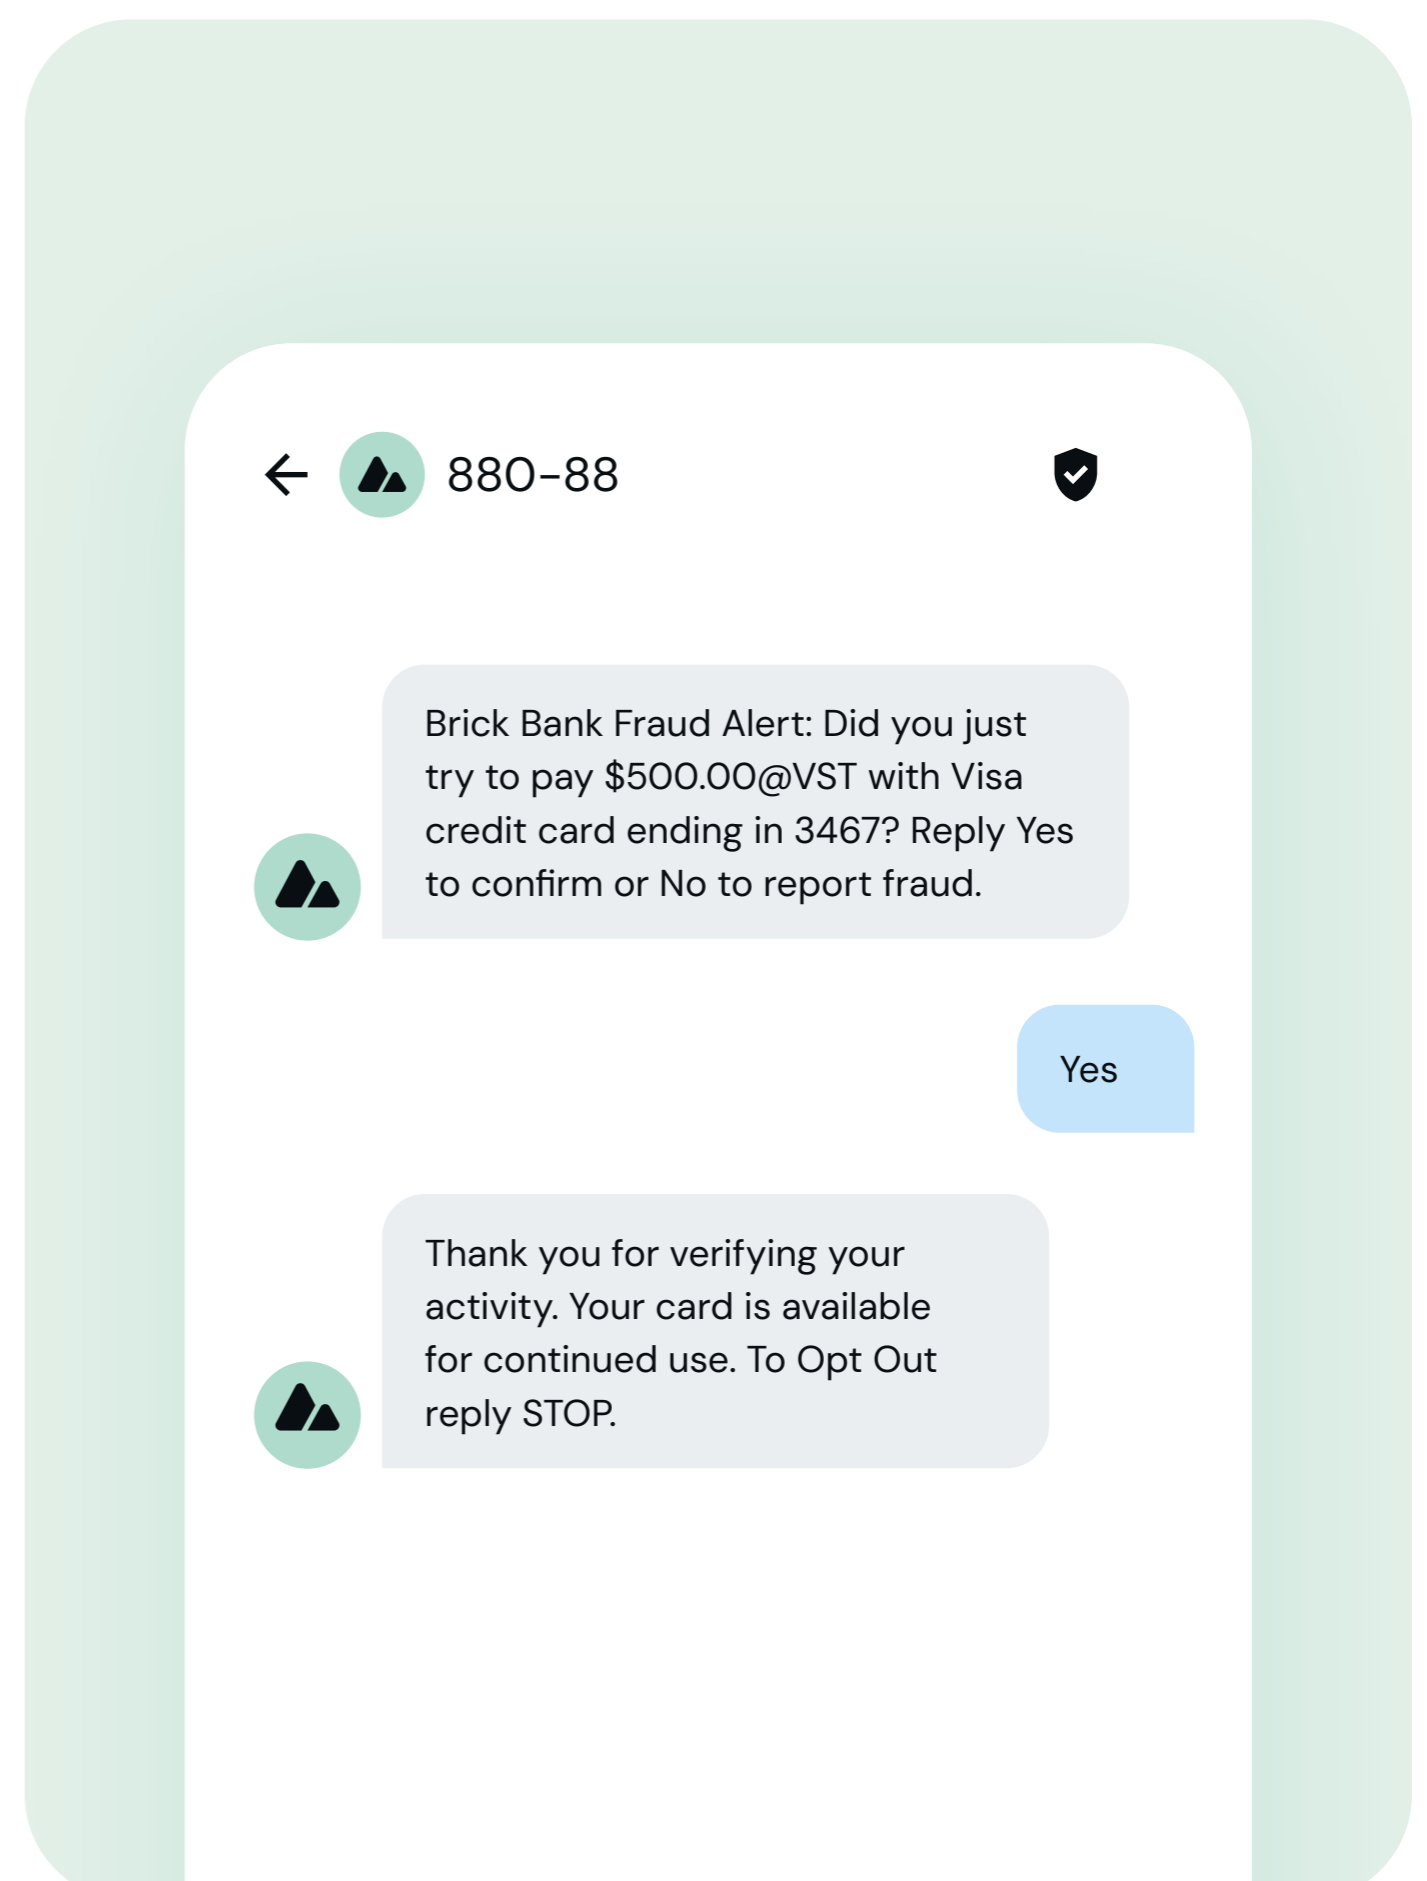 880-88
Brick Bank Fraud Alert: Did you just
try to pay $500.00@VST with Visa
credit card ending in 3467? Reply Yes
to confirm or No to report fraud.
Yes
Thank you for verifying your
activity. Your card is available
for continued use. To Opt Out
reply STOP.